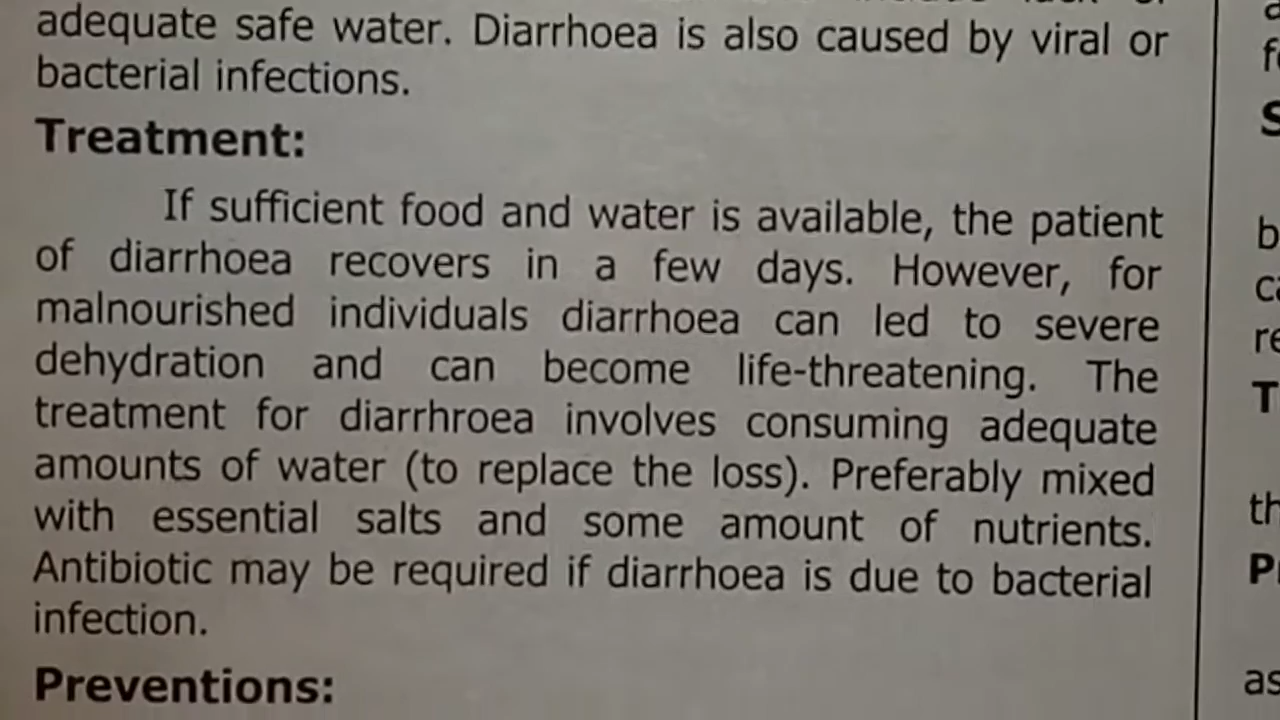 adequate safe water. Diarrhoea is also caused by viral or
bacterial infections.
Treatment:
If sufficient food and water is available, the patient
of diarrhoea recovers in a few days. However, for
malnourished individuals diarrhoea can led to severe
dehydration and can become life-threatening. The
treatment for diarrhroea involves consuming adequate
amounts of water (to replace the loss). Preferably mixed
with essential salts and some amount of nutrients.
Antibiotic may be required if diarrhoea is due to bacterial
infection.
Preventions: